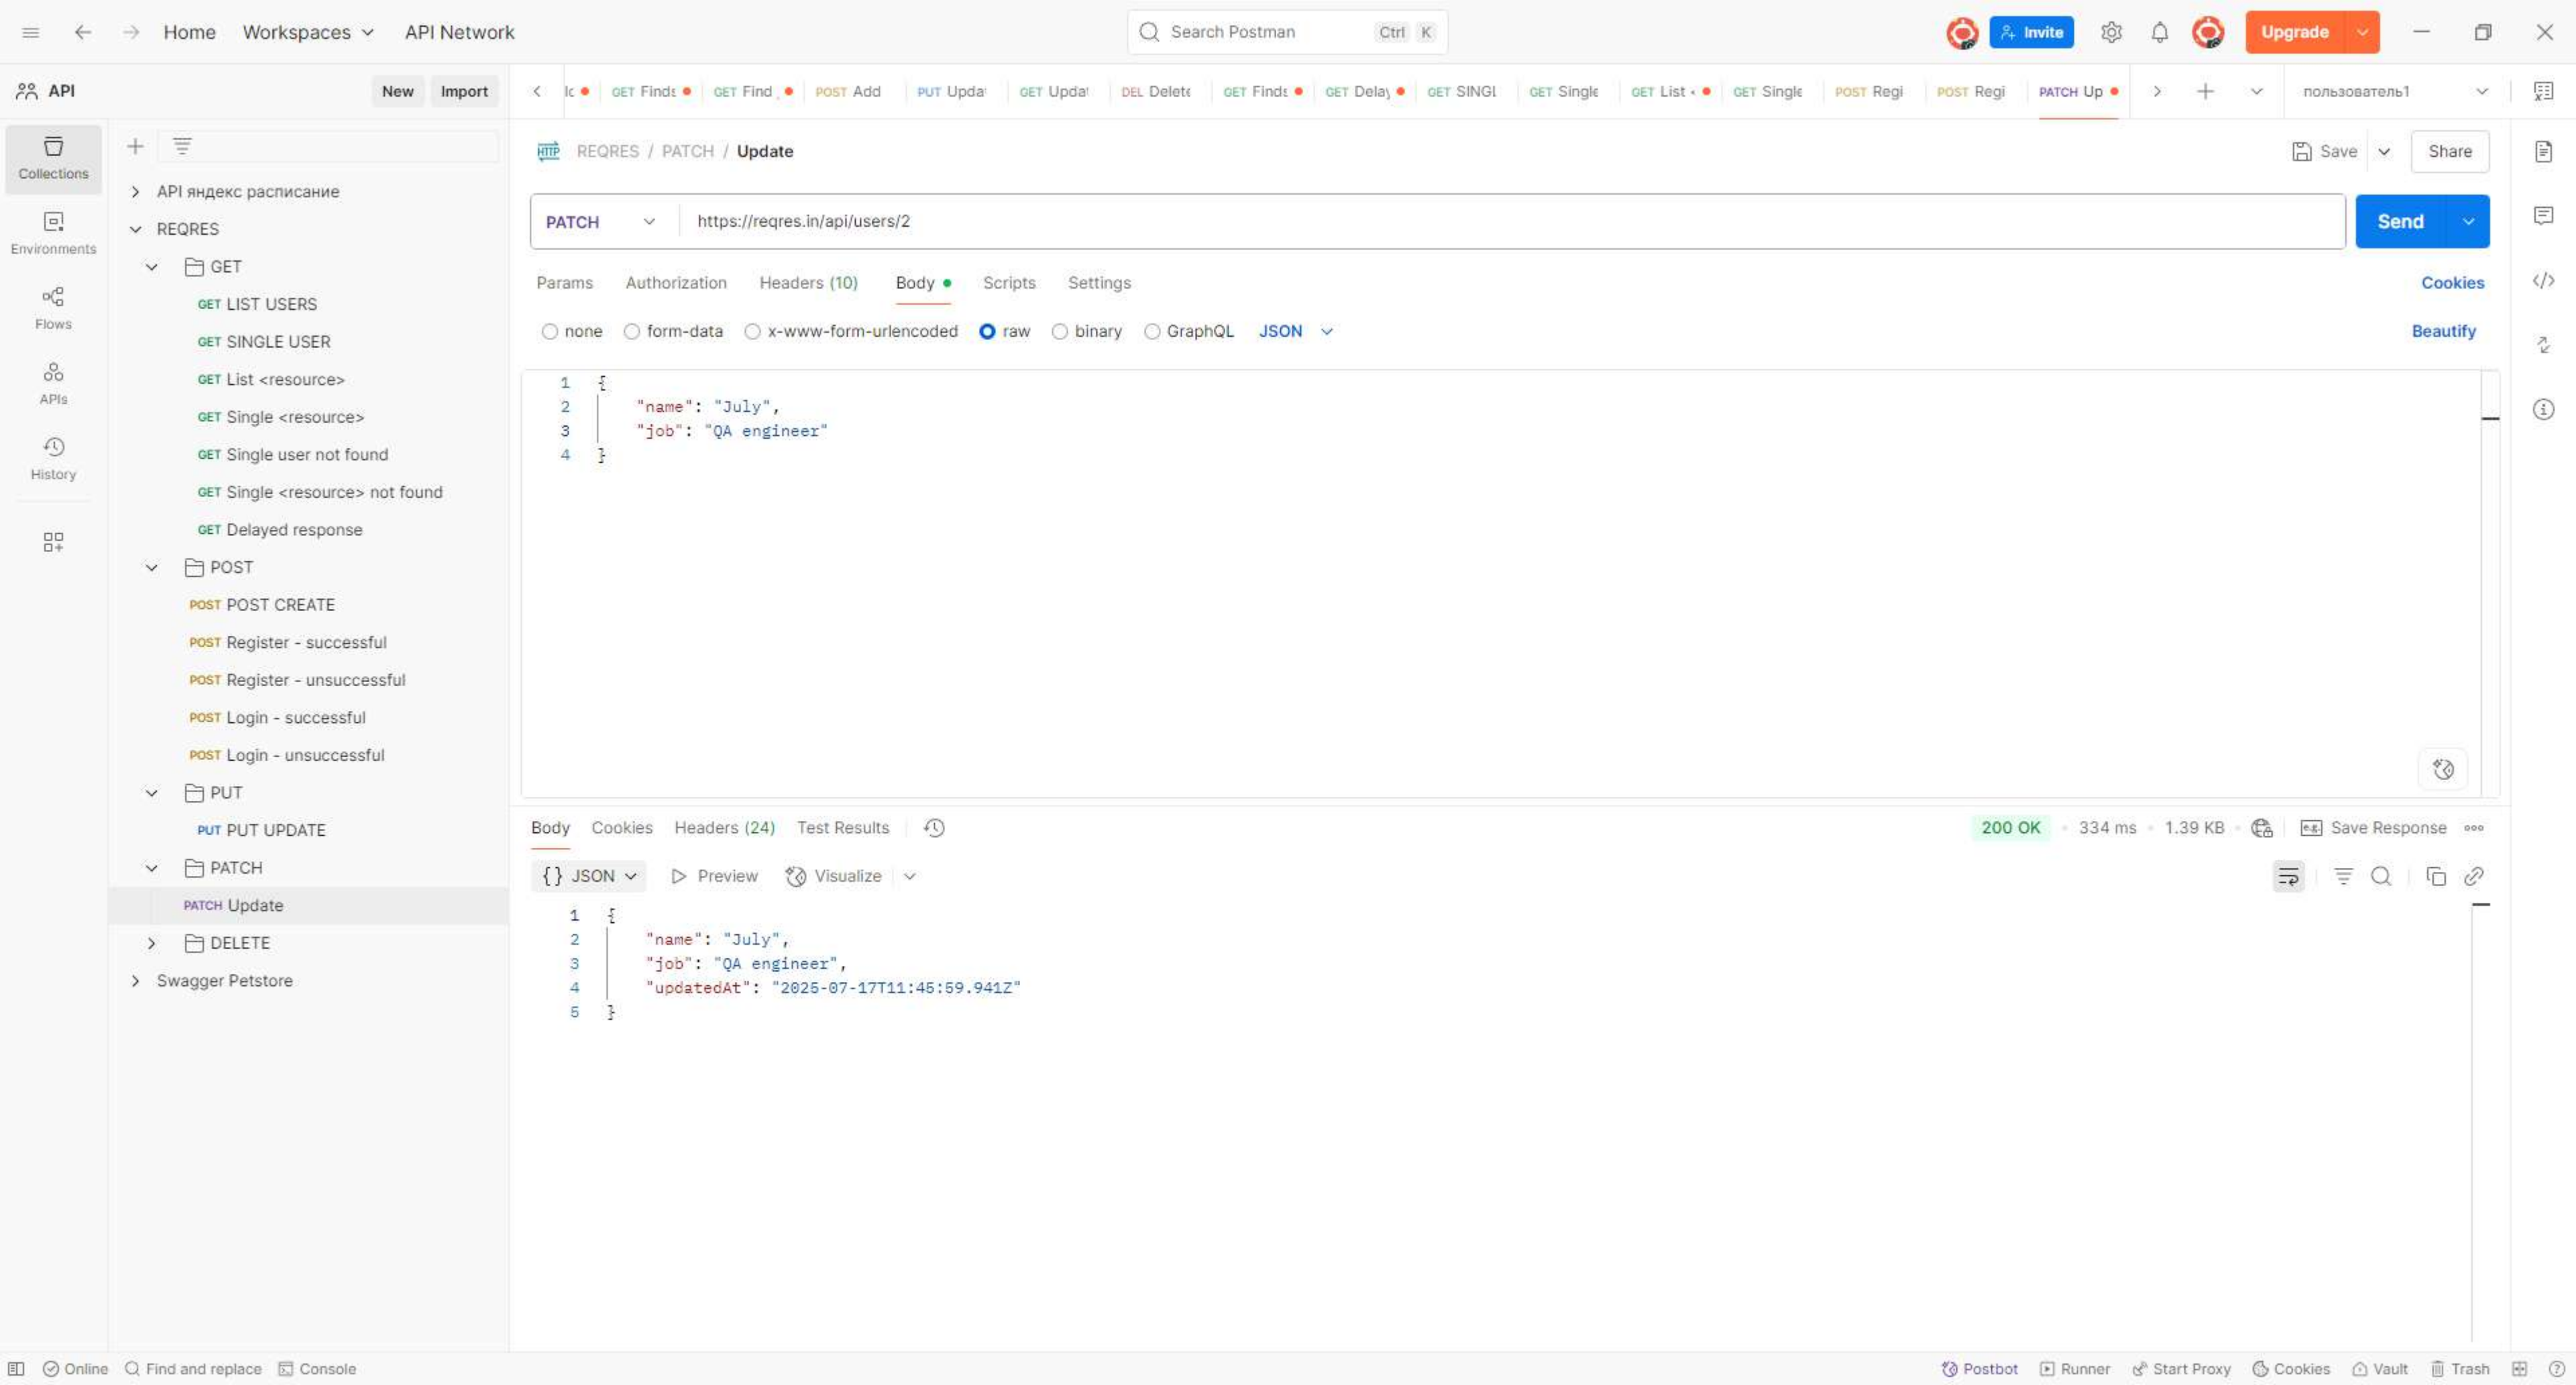 Home Workspaces API Network Search Postman Ctrl K Invite Upgrade
API New Import
GET Finds GET Find POST Add PUT Upda GET Updat DEL Delete GET Finds GET Delay GET SINGL GET Single GET List GET Single POST Regi POST Regi PATCH Up пользователь1
Collections
Environments
Flows
APIs
History
API яндекс расписание
REQRES
GET
GET LIST USERS
GET SINGLE USER
GET List <resource>
GET Single <resource>
GET Single user not found
GET Single <resource> not found
GET Delayed response
POST
POST POST CREATE
POST Register - successful
POST Register - unsuccessful
POST Login - successful
POST Login - unsuccessful
PUT
PUT PUT UPDATE
PATCH
PATCH Update
DELETE
Swagger Petstore
HTTP REQRES / PATCH / Update Save Share
PATCH https://reqres.in/api/users/2 Send
Params Authorization Headers (10) Body Scripts Settings Cookies
none form-data x-www-form-urlencoded raw binary GraphQL JSON Beautify
1 {
2 "name": "July",
3 "job": "QA engineer"
4 }
Body Cookies Headers (24) Test Results 200 OK 334 ms 1.39 KB e.g. Save Response
{} JSON Preview Visualize
1 {
2 "name": "July",
3 "job": "QA engineer",
4 "updatedAt": "2025-07-17T11:45:59.941Z"
5 }
Online Find and replace Console Postbot Runner Start Proxy Cookies Vault Trash